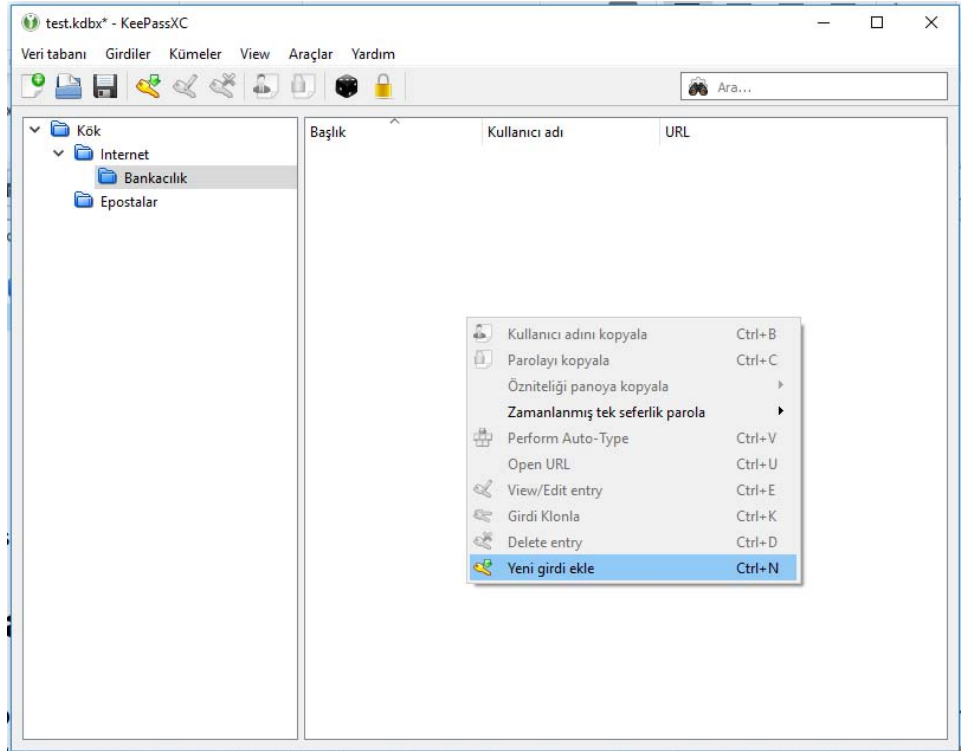 test.kdbx* - KeePassXC
Veri tabanı Girdiler Kümeler View Araçlar Yardım
Ara...
Kök
Internet
Bankacılık
Epostalar
Başlık Kullanıcı adı URL
Kullanıcı adını kopyala Ctrl+B
Parolayı kopyala Ctrl+C
Özniteliği panoya kopyala
Zamanlanmış tek seferlik parola
Perform Auto-Type Ctrl+V
Open URL Ctrl+U
View/Edit entry Ctrl+E
Girdi Klonla Ctrl+K
Delete entry Ctrl+D
Yeni girdi ekle Ctrl+N